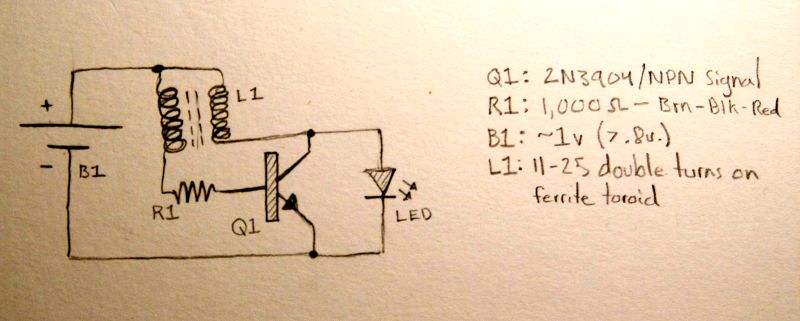 +
L1
-
B1
R1
Q1
LED
Q1: 2N3904/NPN Signal
R1: 1,000Ω - Brn-Blk-Red
B1: ~1v (>.8v.)
L1: 11-25 double turns on
ferrite toroid